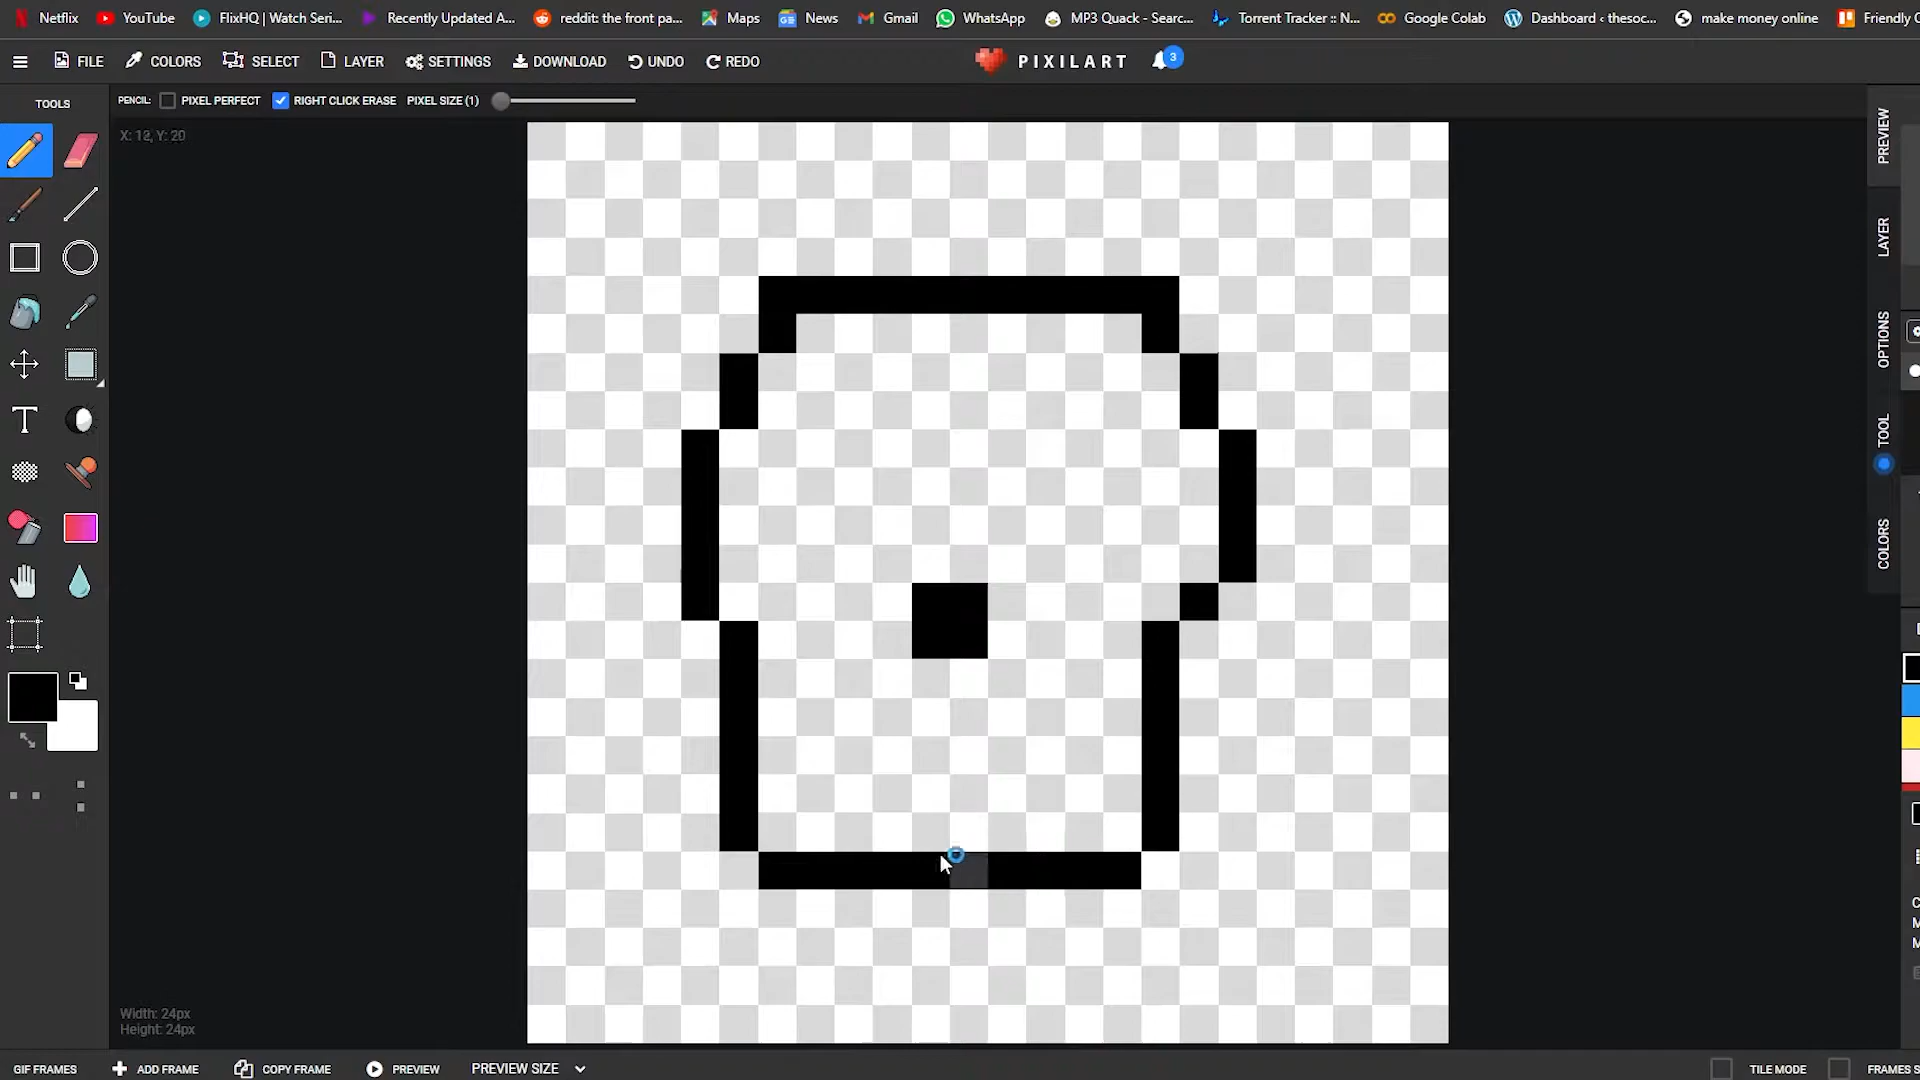 Netflix YouTube FlixHQ | Watch Seri... Recently Updated A... reddit: the front pa... Maps News Gmail WhatsApp MP3 Quack - Searc... Torrent Tracker :: N... Google Colab Dashboard ‹ thesoc... make money online Friendly
FILE COLORS SELECT LAYER SETTINGS DOWNLOAD UNDO REDO PIXILART 3
TOOLS PENCIL: PIXEL PERFECT RIGHT CLICK ERASE PIXEL SIZE (1)
X: 12, Y: 20
PREVIEW
LAYER
OPTIONS
TOOL
COLORS
Width: 24px
Height: 24px
GIF FRAMES ADD FRAME COPY FRAME PREVIEW PREVIEW SIZE TILE MODE FRAMES